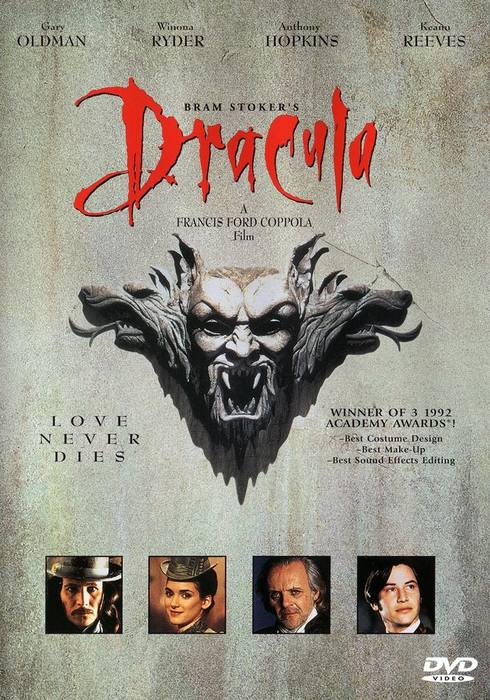 Gary OLDMAN
Winona RYDER
Anthony HOPKINS
Keanu REEVES
BRAM STOKER'S
Dracula
A
FRANCIS FORD COPPOLA
Film
LOVE
NEVER
DIES
WINNER OF 3 1992
ACADEMY AWARDS®!
–Best Costume Design
–Best Make-Up
–Best Sound Effects Editing
DVD
VIDEO